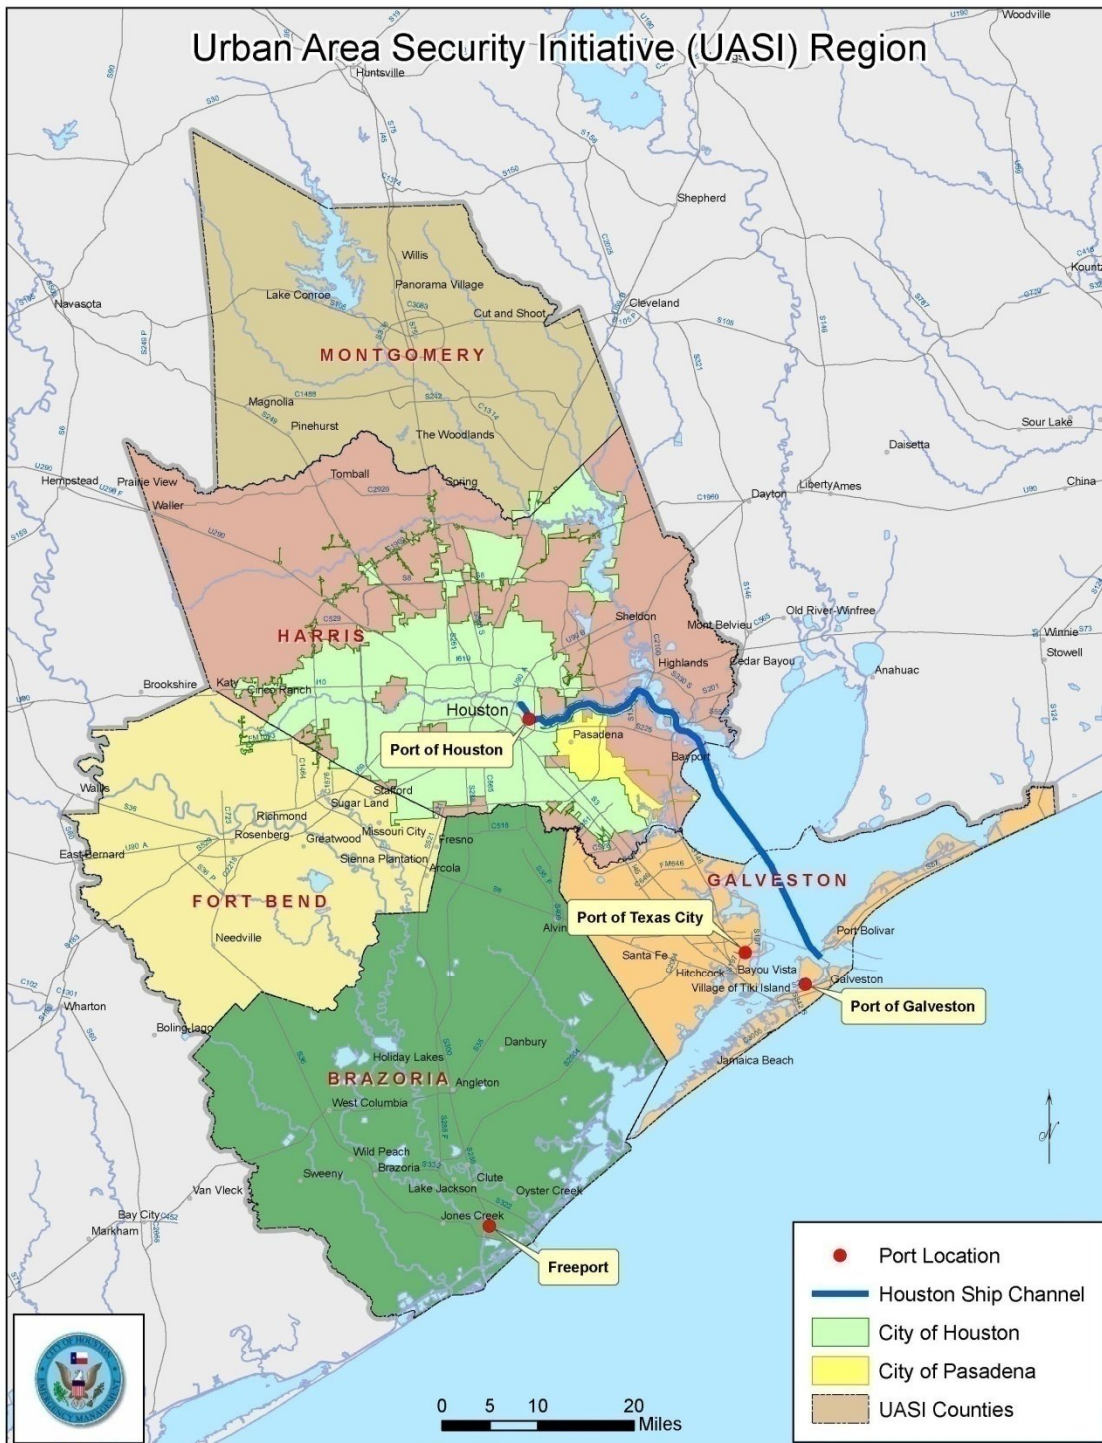 Urban Area Security Initiative (UASI) Region
Woodville
Huntsville
Shepherd
Willis
Panorama Village
Lake Conroe
Cut and Shoot
Cleveland
Navasota
MONTGOMERY
Magnolia
Pinehurst
The Woodlands
Sour Lake
Daisetta
Hempstead
Prairie View
Waller
Tomball
Spring
Dayton
Liberty
Ames
China
HARRIS
Sheldon
Mont Belvieu
Old River-Winfree
Winnie
Stowell
Highlands
Cedar Bayou
Anahuac
Brookshire
Katy
Cinco Ranch
Houston
Port of Houston
Pasadena
Bayport
Wallis
Stafford
Sugar Land
Richmond
Rosenberg
Greatwood
Missouri City
Fresno
Sienna Plantation
Arcola
East Bernard
FORT BEND
GALVESTON
Needville
Alvin
Port of Texas City
Port Bolivar
Santa Fe
Hitchcock
Bayou Vista
Village of Tiki Island
Galveston
Port of Galveston
Wharton
Boling-Iago
Jamaica Beach
Danbury
Holiday Lakes
BRAZORIA
Angleton
West Columbia
Wild Peach
Brazoria
Sweeny
Clute
Lake Jackson
Oyster Creek
Jones Creek
Van Vleck
Bay City
Markham
Freeport
N
Port Location
Houston Ship Channel
City of Houston
City of Pasadena
UASI Counties
CITY OF HOUSTON
EMERGENCY MANAGEMENT
0 5 10 20
Miles